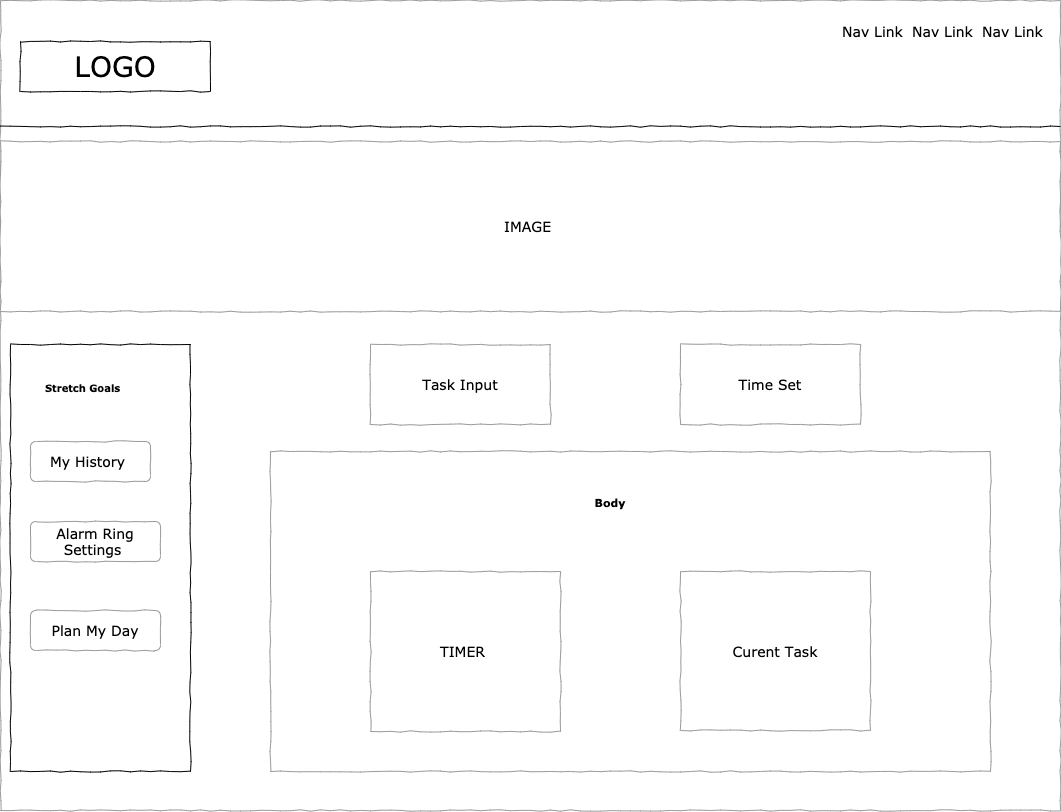 Nav Link Nav Link Nav Link
LOGO
IMAGE
Stretch Goals
My History
Alarm Ring
Settings
Plan My Day
Task Input
Time Set
Body
TIMER
Curent Task